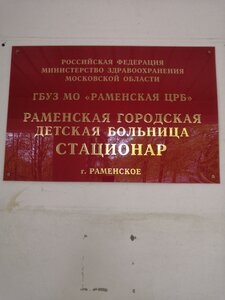 РОССИЙСКАЯ ФЕДЕРАЦИЯ
МИНИСТЕРСТВО ЗДРАВООХРАНЕНИЯ
МОСКОВСКОЙ ОБЛАСТИ
ГБУЗ МО «РАМЕНСКАЯ ЦРБ»
РАМЕНСКАЯ ГОРОДСКАЯ
ДЕТСКАЯ БОЛЬНИЦА
СТАЦИОНАР
г. РАМЕНСКОЕ